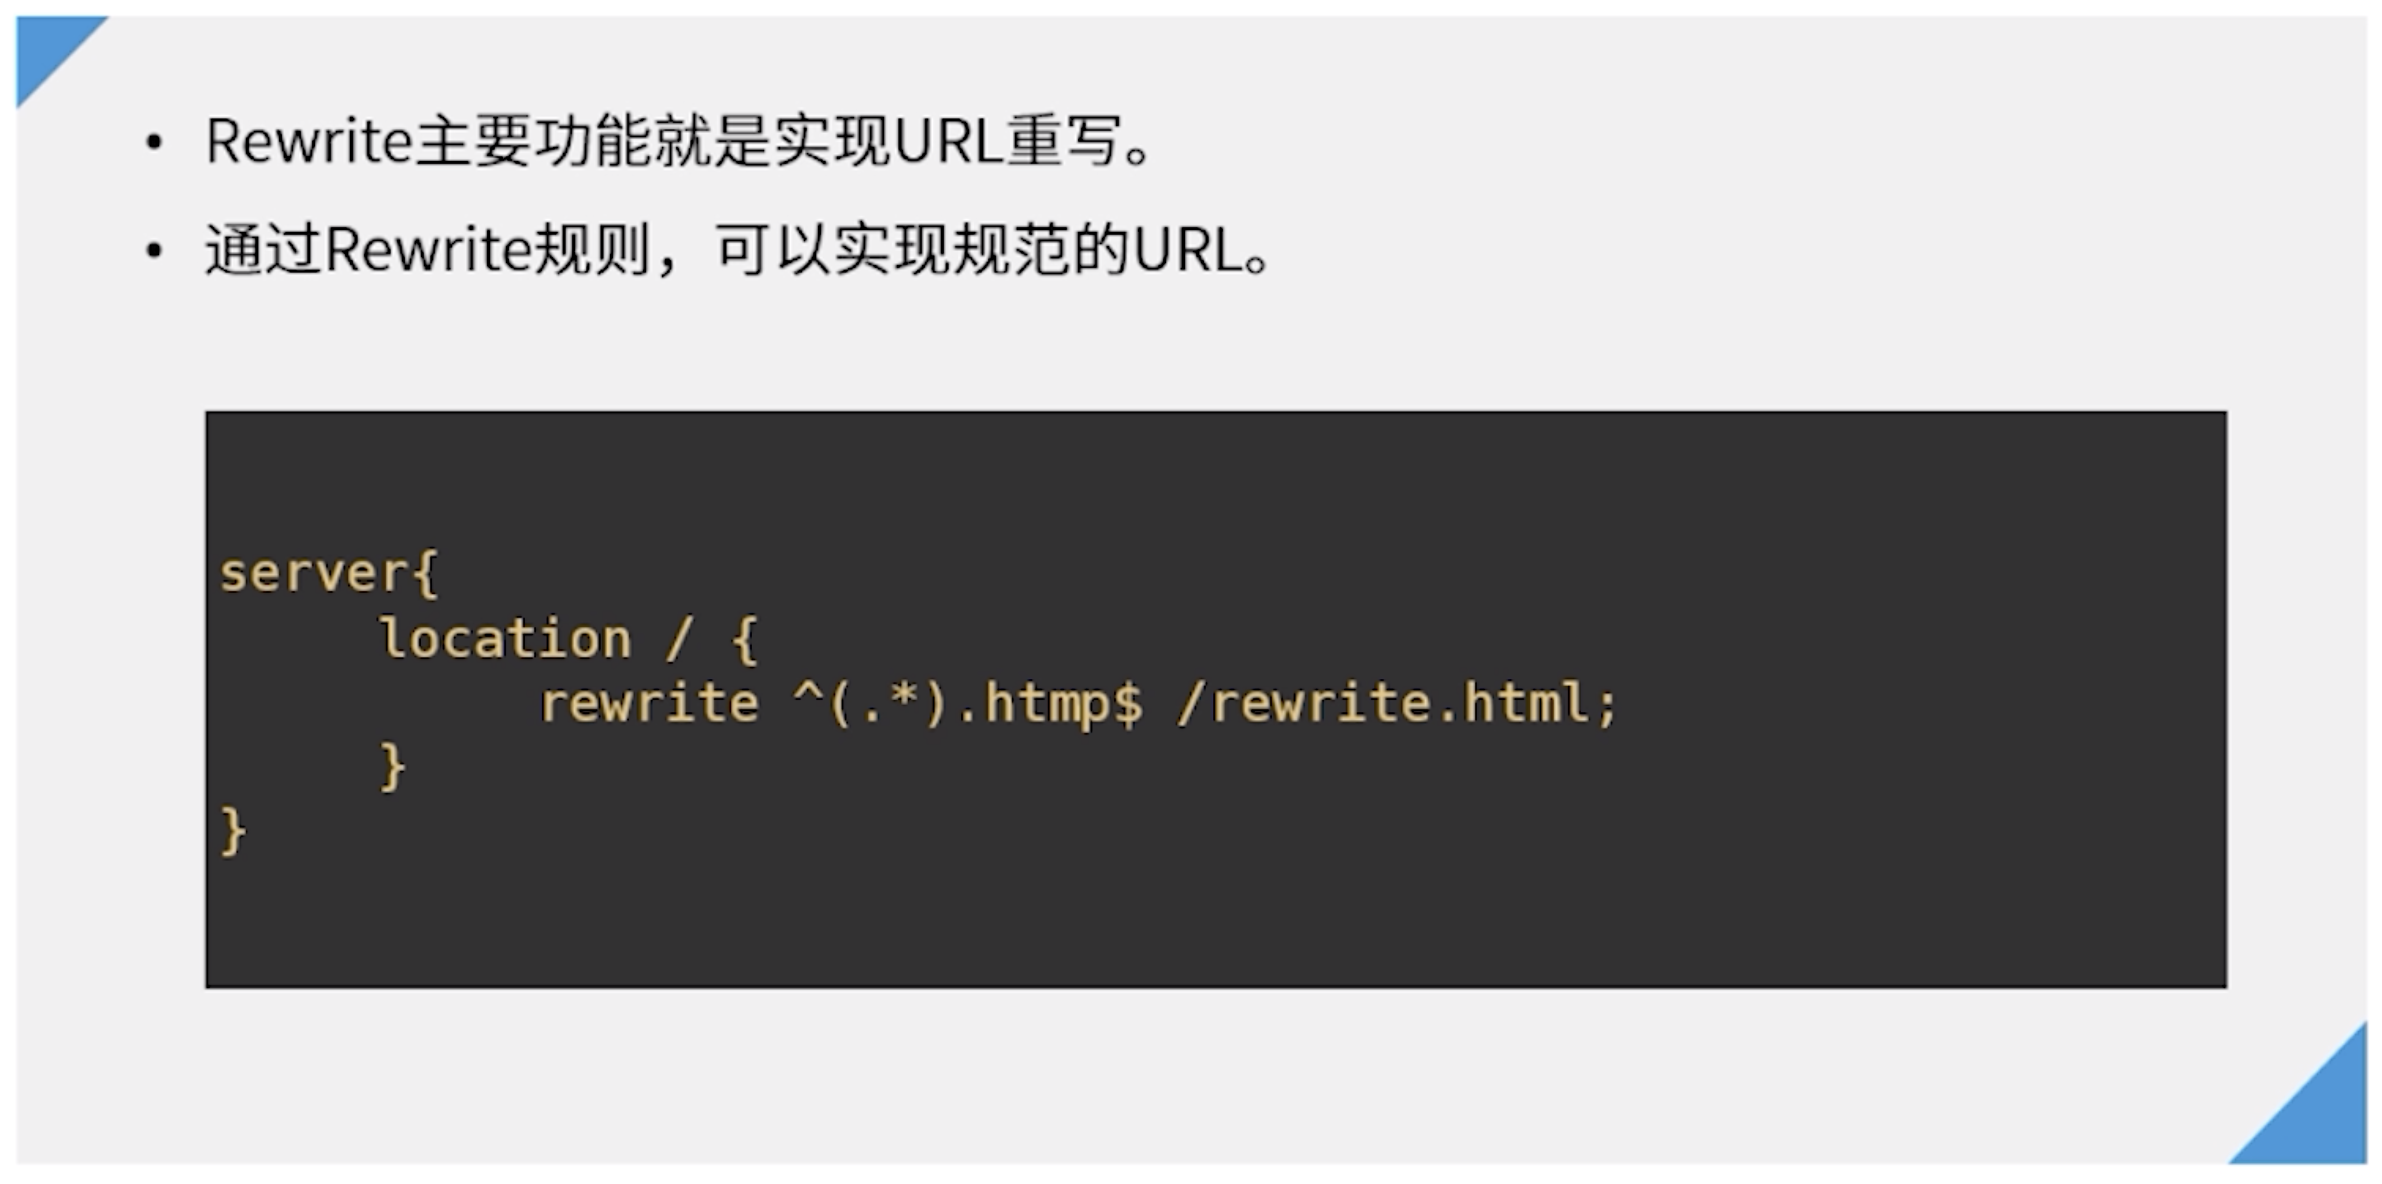 • Rewrite主要功能就是实现URL重写。
• 通过Rewrite规则，可以实现规范的URL。
server{
     location / {
          rewrite ^(.*).htmp$ /rewrite.html;
     }
}